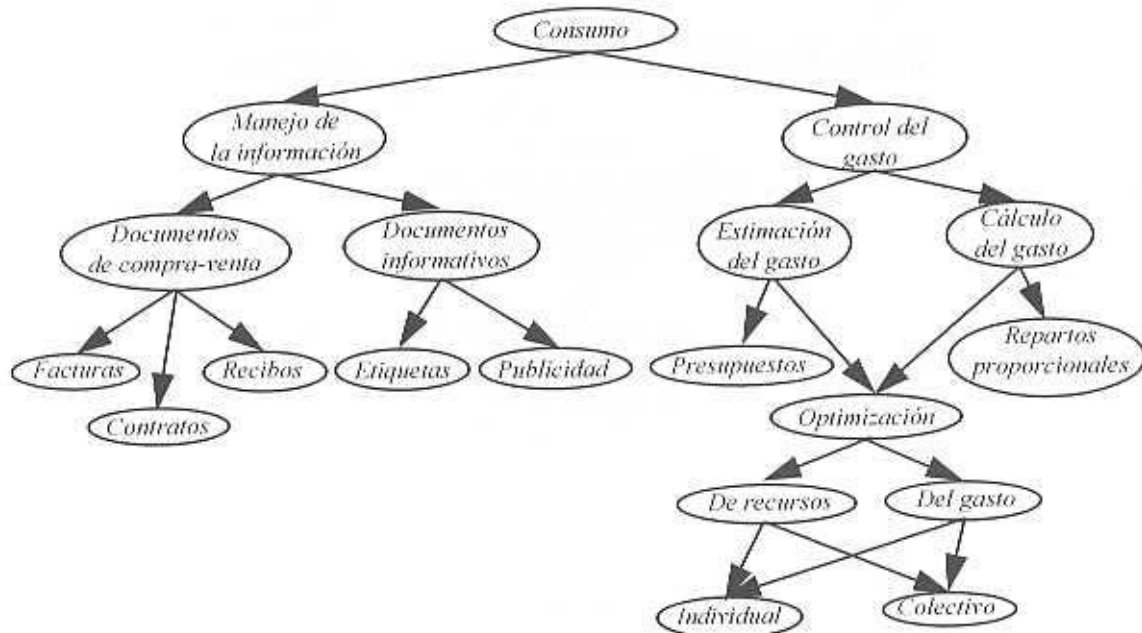 Consumo
Manejo de
la información
Control del
gasto
Documentos
de compra-venta
Documentos
informativos
Estimación
del gasto
Cálculo
del gasto
Facturas
Contratos
Recibos
Etiquetas
Publicidad
Presupuestos
Repartos
proporcionales
Optimización
De recursos
Del gasto
Individual
Colectivo